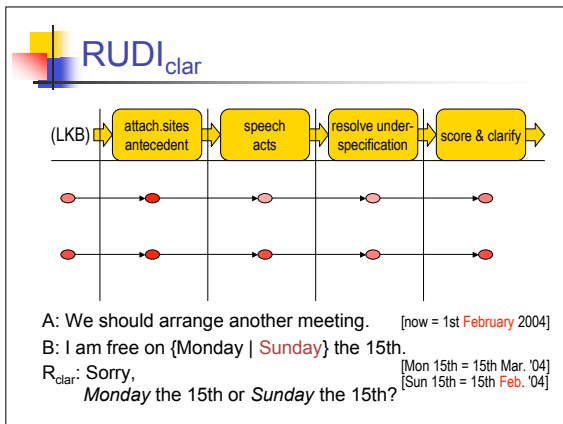 RUDIclar
(LKB)
attach.sites
antecedent
speech
acts
resolve under-
specification
score & clarify
A: We should arrange another meeting. [now = 1st February 2004]
B: I am free on {Monday | Sunday} the 15th.
[Mon 15th = 15th Mar. '04]
[Sun 15th = 15th Feb. '04]
Rclar: Sorry,
Monday the 15th or Sunday the 15th?